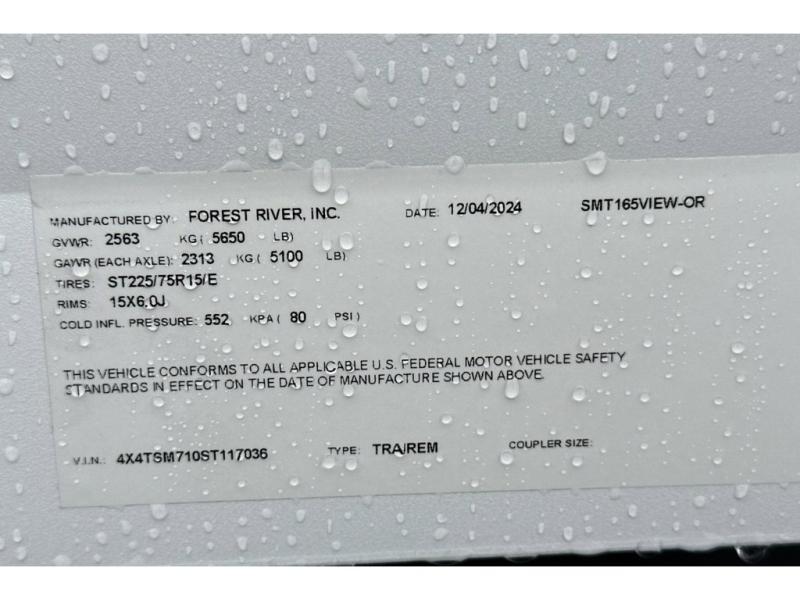 MANUFACTURED BY: FOREST RIVER, INC. DATE: 12/04/2024 SMT165VIEW-OR
GVWR: 2563 KG ( 5650 LB)
GAWR (EACH AXLE): 2313 KG ( 5100 LB)
TIRES: ST225/75R15/E
RIMS: 15X6.0J
COLD INFL. PRESSURE: 552 KPA ( 80 PSI )
THIS VEHICLE CONFORMS TO ALL APPLICABLE U.S. FEDERAL MOTOR VEHICLE SAFETY
STANDARDS IN EFFECT ON THE DATE OF MANUFACTURE SHOWN ABOVE.
V.I.N.: 4X4TSM710ST117036 TYPE: TRA/REM COUPLER SIZE: